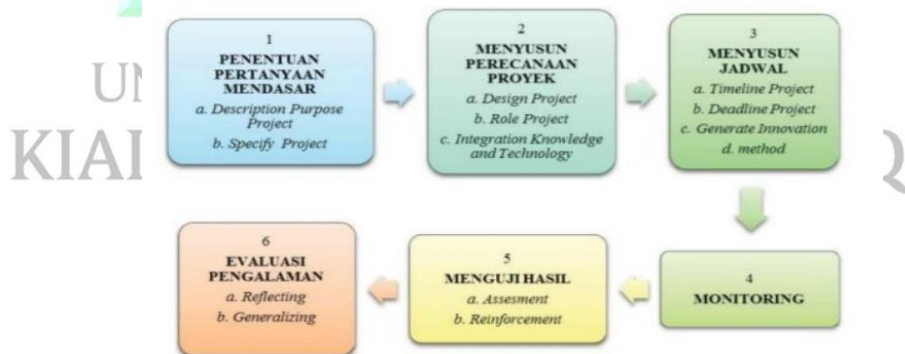 1
PENENTUAN
PERTANYAAN
MENDASAR
a. Description Purpose
Project
b. Specify Project
2
MENYUSUN
PERECANAAN
PROYEK
a. Design Project
b. Role Project
c. Integration Knowledge
and Technology
3
MENYUSUN
JADWAL
a. Timeline Project
b. Deadline Project
c. Generate Innovation
d. method
4
MONITORING
5
MENGUJI HASIL
a. Assesment
b. Reinforcement
6
EVALUASI
PENGALAMAN
a. Reflecting
b. Generalizing